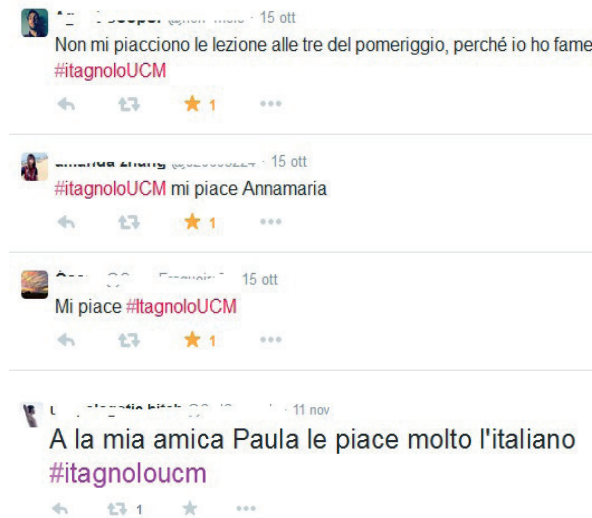 · 15 ott
Non mi piacciono le lezione alle tre del pomeriggio, perché io ho fame
#itagnoloUCM
1
· 15 ott
#itagnoloUCM mi piace Annamaria
1
15 ott
Mi piace #ItagnoloUCM
1
· 11 nov
A la mia amica Paula le piace molto l'italiano
#itagnoloucm
1